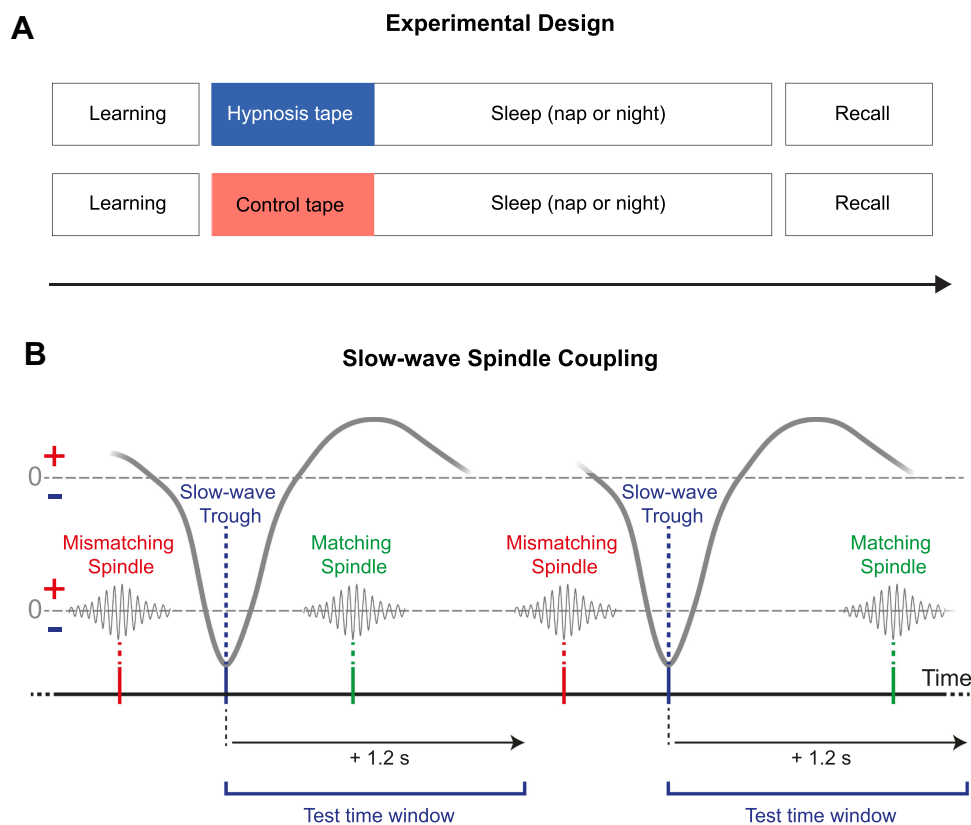 A
Experimental Design
Learning
Hypnosis tape
Sleep (nap or night)
Recall
Learning
Control tape
Sleep (nap or night)
Recall
B
Slow-wave Spindle Coupling
+
0
-
Slow-wave
Trough
Slow-wave
Trough
Mismatching
Spindle
Matching
Spindle
Mismatching
Spindle
Matching
Spindle
+
0
-
Time
+ 1.2 s
+ 1.2 s
Test time window
Test time window